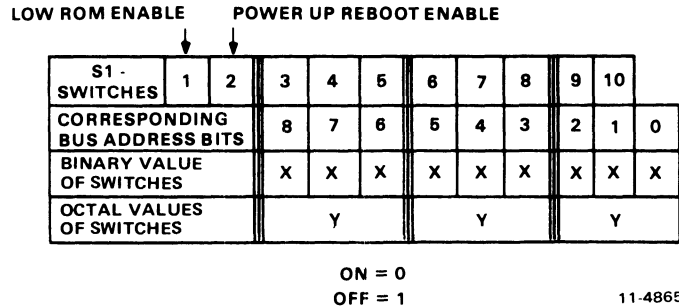 LOW ROM ENABLE POWER UP REBOOT ENABLE
S1 - SWITCHES 1 2 3 4 5 6 7 8 9 10
CORRESPONDING BUS ADDRESS BITS 8 7 6 5 4 3 2 1 0
BINARY VALUE OF SWITCHES X X X X X X X X X
OCTAL VALUES OF SWITCHES Y Y Y
ON = 0
OFF = 1
11-4865